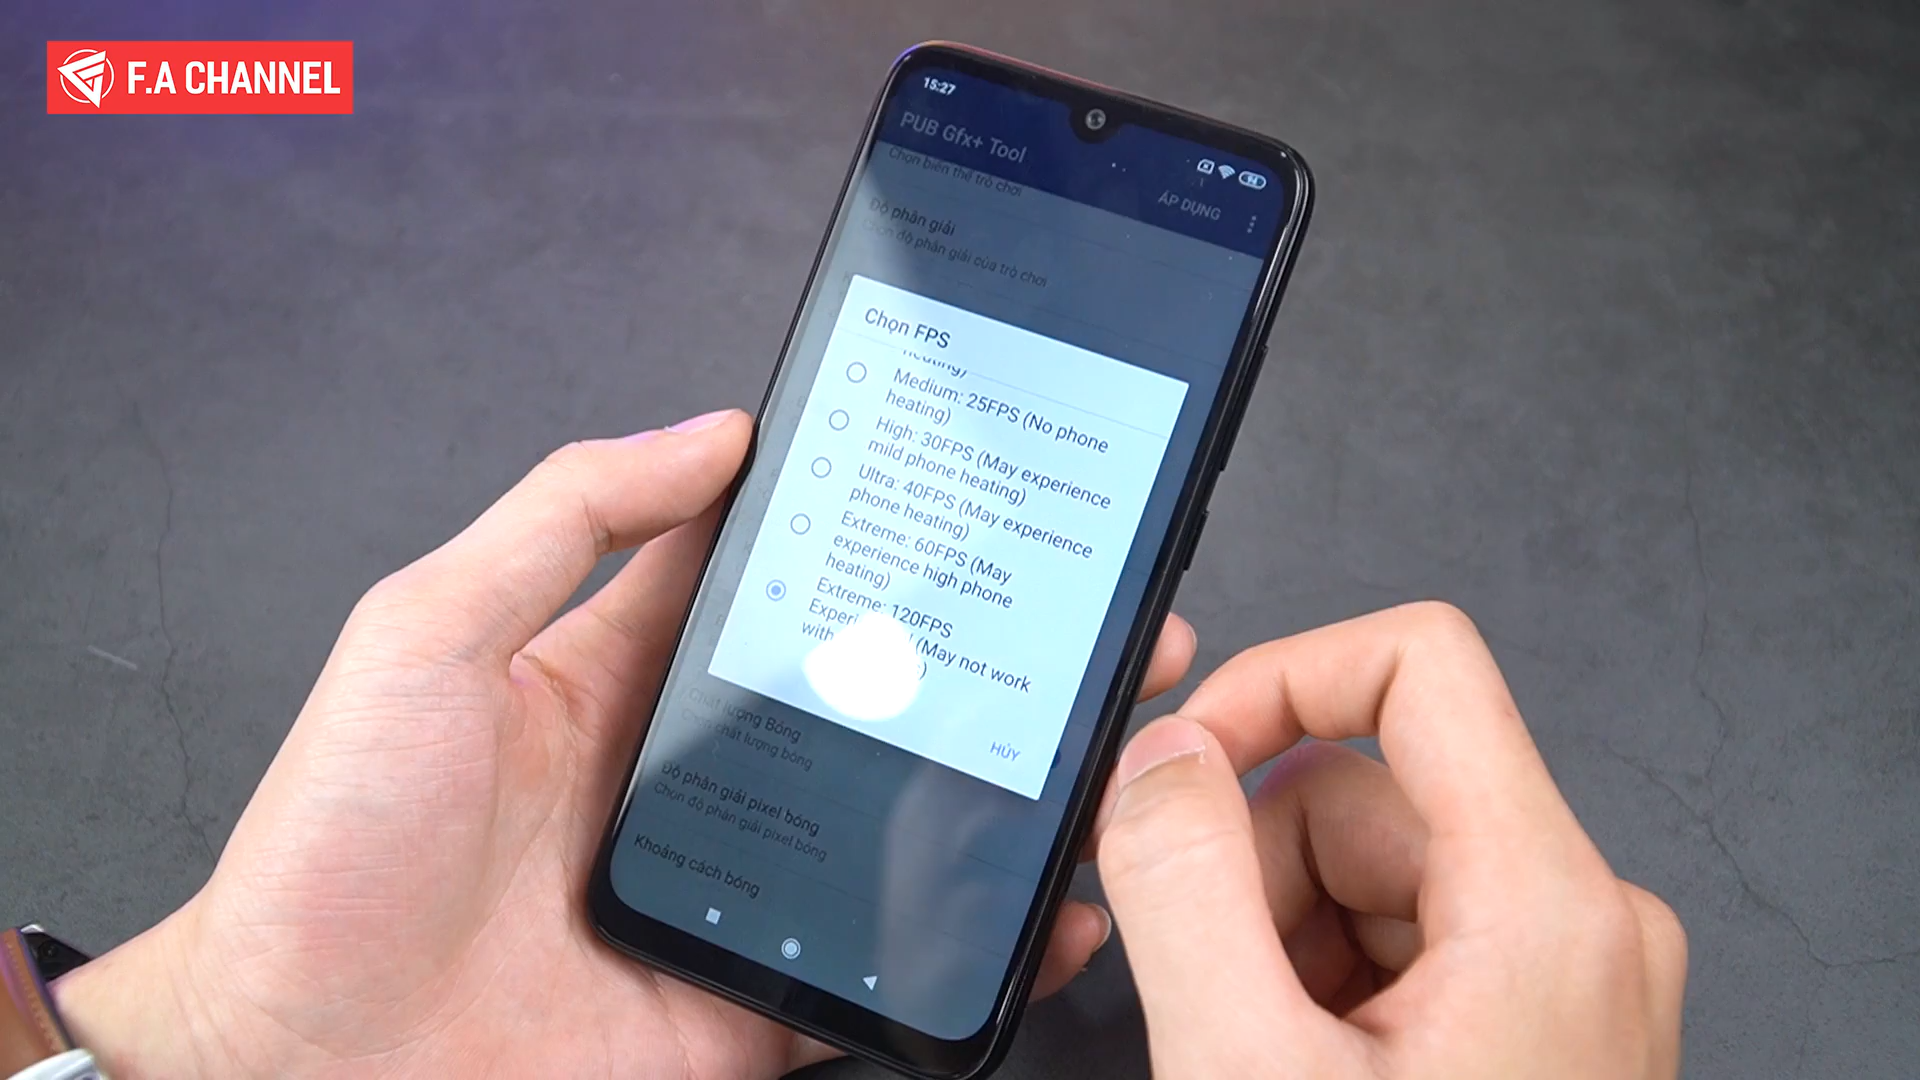 F.A CHANNEL
15:27
PUB Gfx+ Tool
ÁP DỤNG
Chọn biến thể trò chơi
Độ phân giải
Chọn độ phân giải của trò chơi
Chọn FPS
heating)
Medium: 25FPS (No phone
heating)
High: 30FPS (May experience
mild phone heating)
Ultra: 40FPS (May experience
phone heating)
Extreme: 60FPS (May
experience high phone
heating)
Extreme: 120FPS
(May not work
HỦY
Chất lượng Bóng
Chọn chất lượng bóng
Độ phân giải pixel bóng
Chọn độ phân giải pixel bóng
Khoảng cách bóng